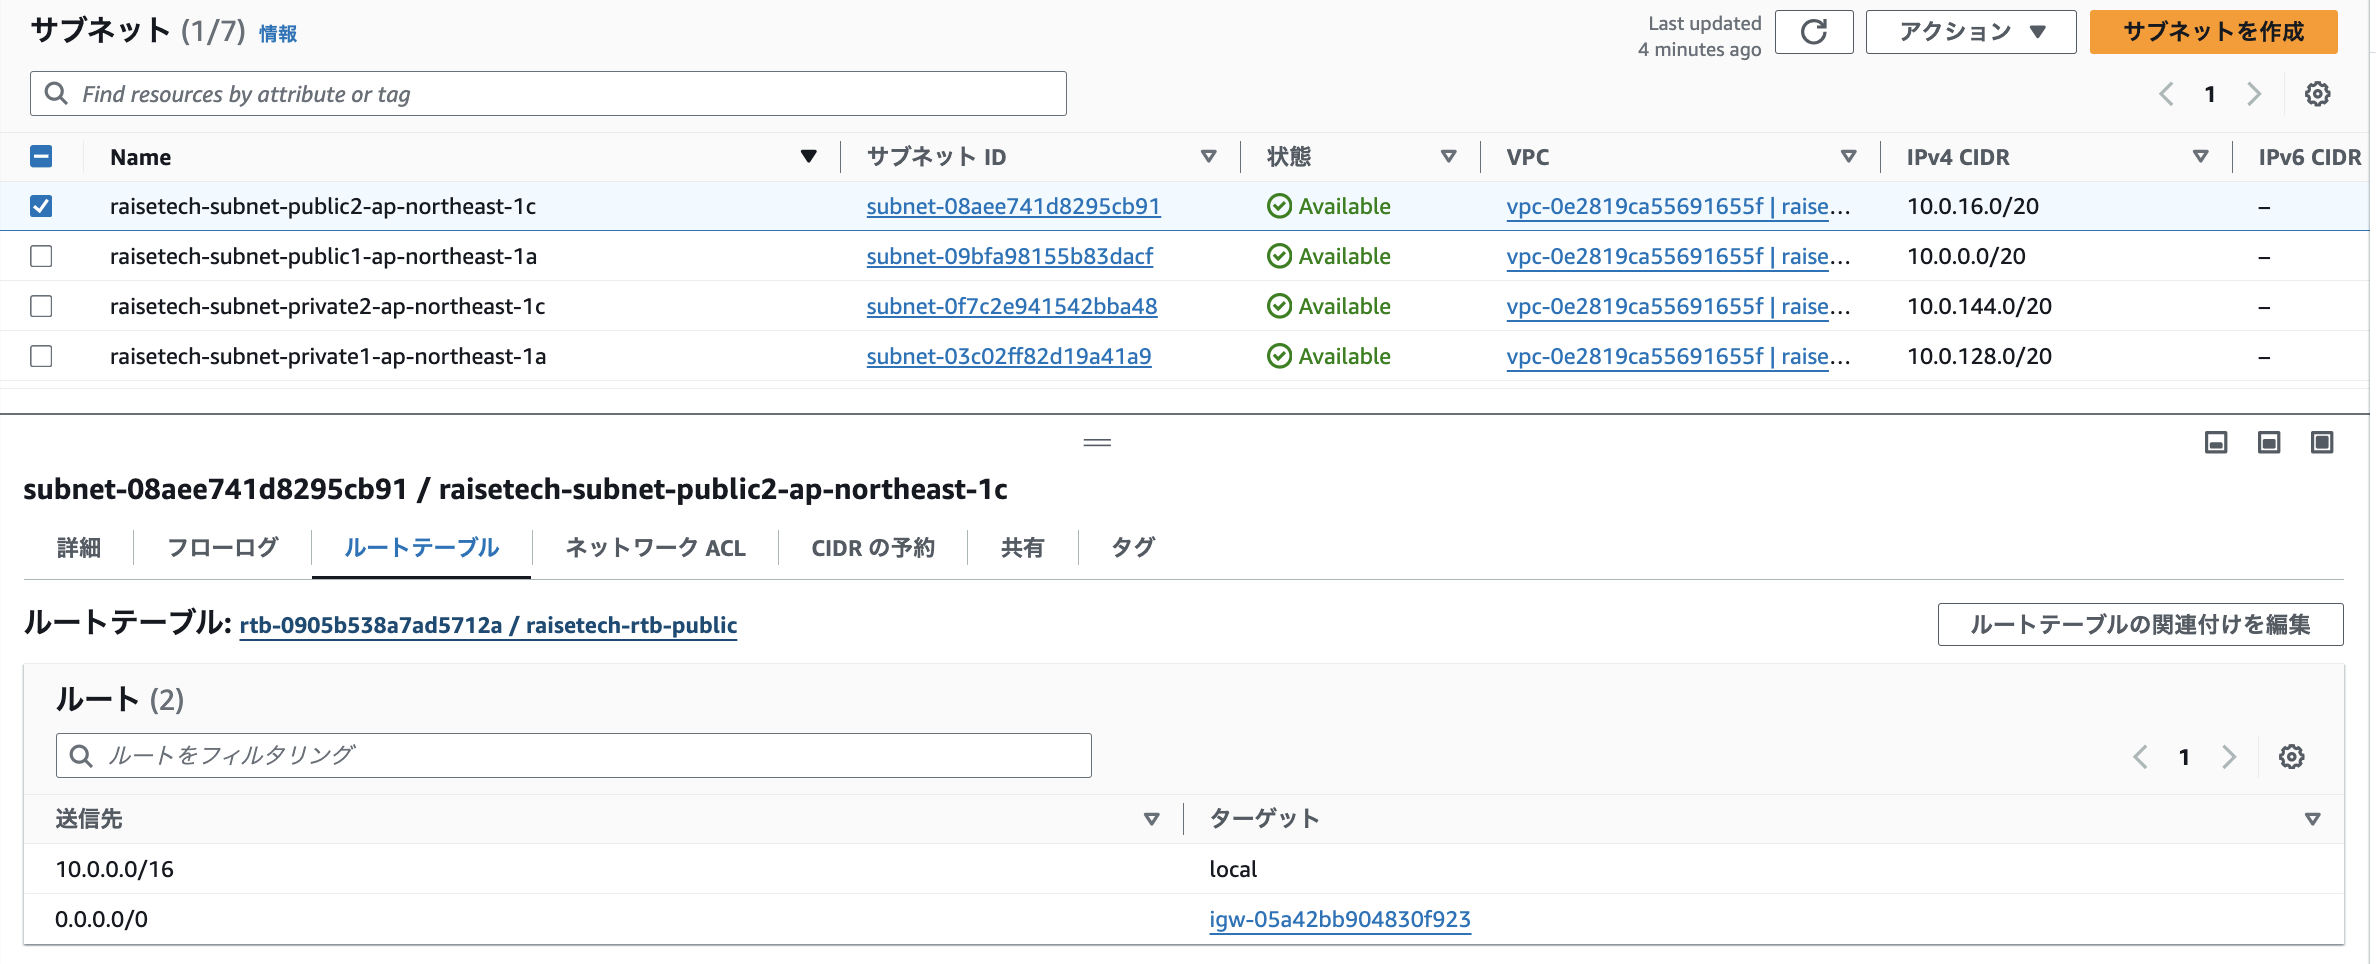 サブネット (1/7) 情報
Last updated
4 minutes ago
アクション
サブネットを作成
Find resources by attribute or tag
1
Name サブネット ID 状態 VPC IPv4 CIDR IPv6 CIDR
raisetech-subnet-public2-ap-northeast-1c subnet-08aee741d8295cb91 Available vpc-0e2819ca55691655f | raise... 10.0.16.0/20 –
raisetech-subnet-public1-ap-northeast-1a subnet-09bfa98155b83dacf Available vpc-0e2819ca55691655f | raise... 10.0.0.0/20 –
raisetech-subnet-private2-ap-northeast-1c subnet-0f7c2e941542bba48 Available vpc-0e2819ca55691655f | raise... 10.0.144.0/20 –
raisetech-subnet-private1-ap-northeast-1a subnet-03c02ff82d19a41a9 Available vpc-0e2819ca55691655f | raise... 10.0.128.0/20 –
subnet-08aee741d8295cb91 / raisetech-subnet-public2-ap-northeast-1c
詳細 フローログ ルートテーブル ネットワーク ACL CIDR の予約 共有 タグ
ルートテーブル: rtb-0905b538a7ad5712a / raisetech-rtb-public
ルートテーブルの関連付けを編集
ルート (2)
ルートをフィルタリング
1
送信先 ターゲット
10.0.0.0/16 local
0.0.0.0/0 igw-05a42bb904830f923